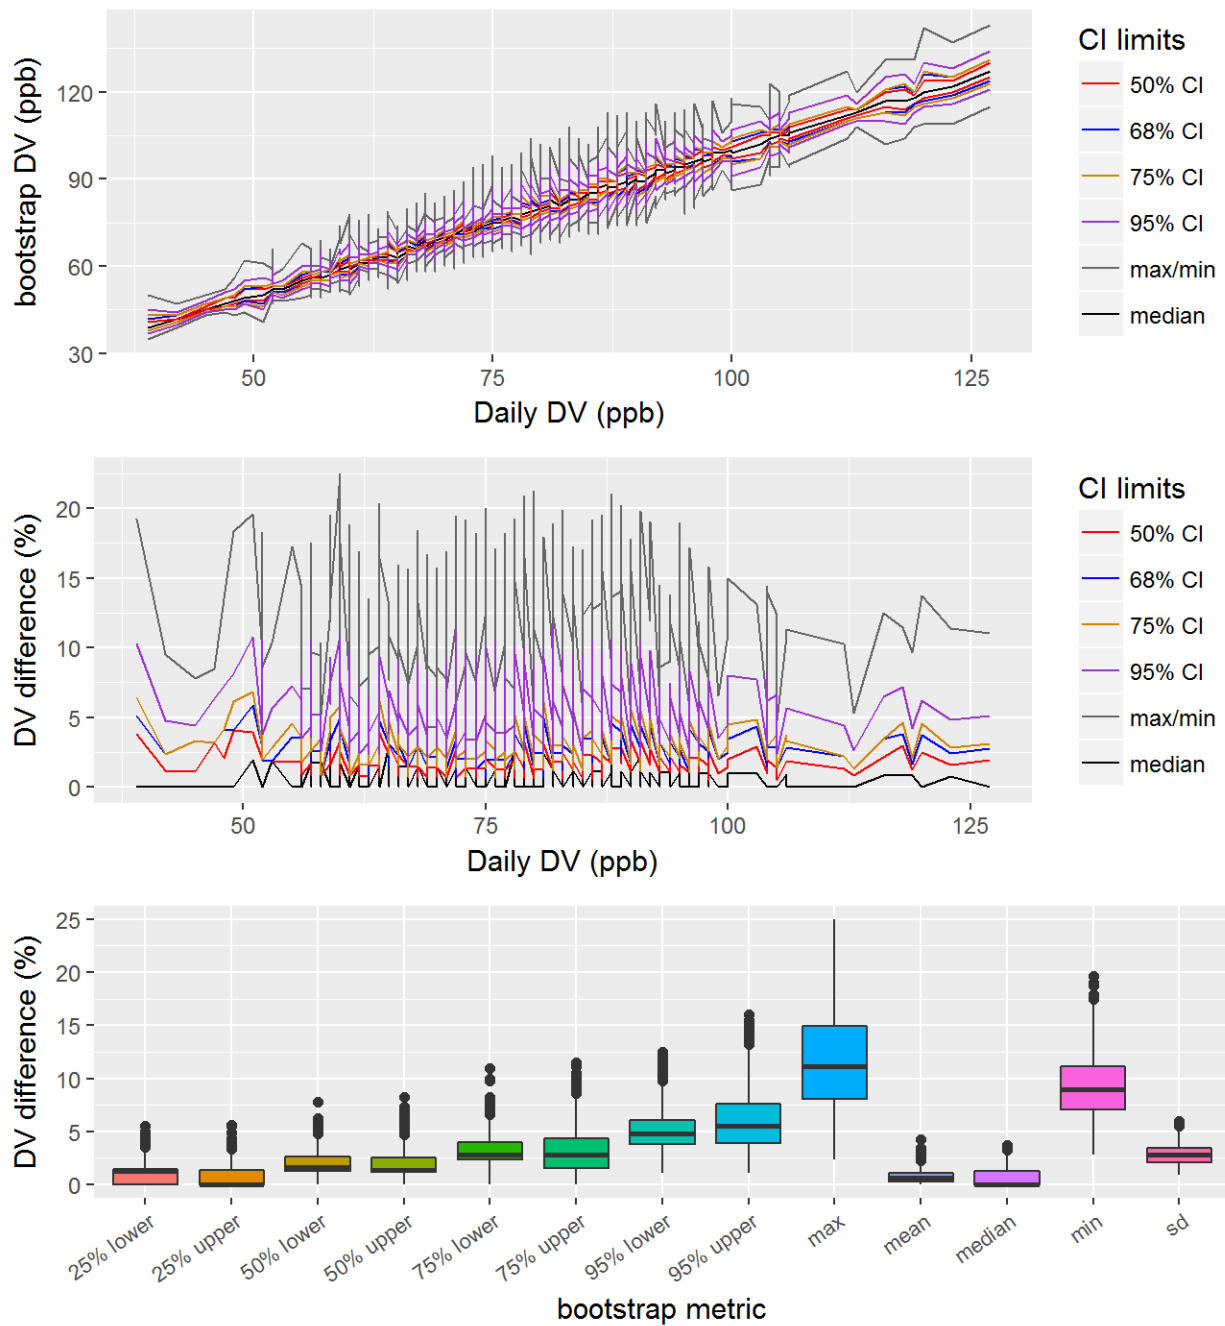 bootstrap DV (ppb)
120
90
60
30
50
75
100
125
Daily DV (ppb)
CI limits
50% CI
68% CI
75% CI
95% CI
max/min
median
DV difference (%)
20
15
10
5
0
50
75
100
125
Daily DV (ppb)
CI limits
50% CI
68% CI
75% CI
95% CI
max/min
median
DV difference (%)
25
20
15
10
5
0
25% lower
25% upper
50% lower
50% upper
75% lower
75% upper
95% lower
95% upper
max
mean
median
min
sd
bootstrap metric